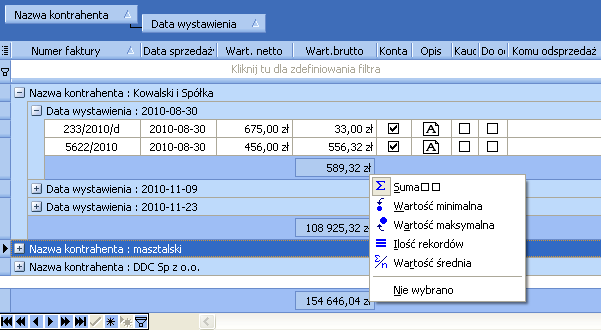 Nazwa kontrahenta
Data wystawienia
Numer faktury Data sprzedaż Wart. netto Wart.brutto Konta Opis Kauc Do od Komu odsprzedaż
Kliknij tu dla zdefiniowania filtra
Nazwa kontrahenta : Kowalski i Spółka
Data wystawienia : 2010-08-30
233/2010/d 2010-08-30 675,00 zł 33,00 zł
5622/2010 2010-08-30 456,00 zł 556,32 zł
589,32 zł
Data wystawienia : 2010-11-09
Data wystawienia : 2010-11-23
108 925,32 zł
Nazwa kontrahenta : masztalski
Nazwa kontrahenta : DDC Sp z o.o.
154 646,04 zł
Suma
Wartość minimalna
Wartość maksymalna
Ilość rekordów
Wartość średnia
Nie wybrano